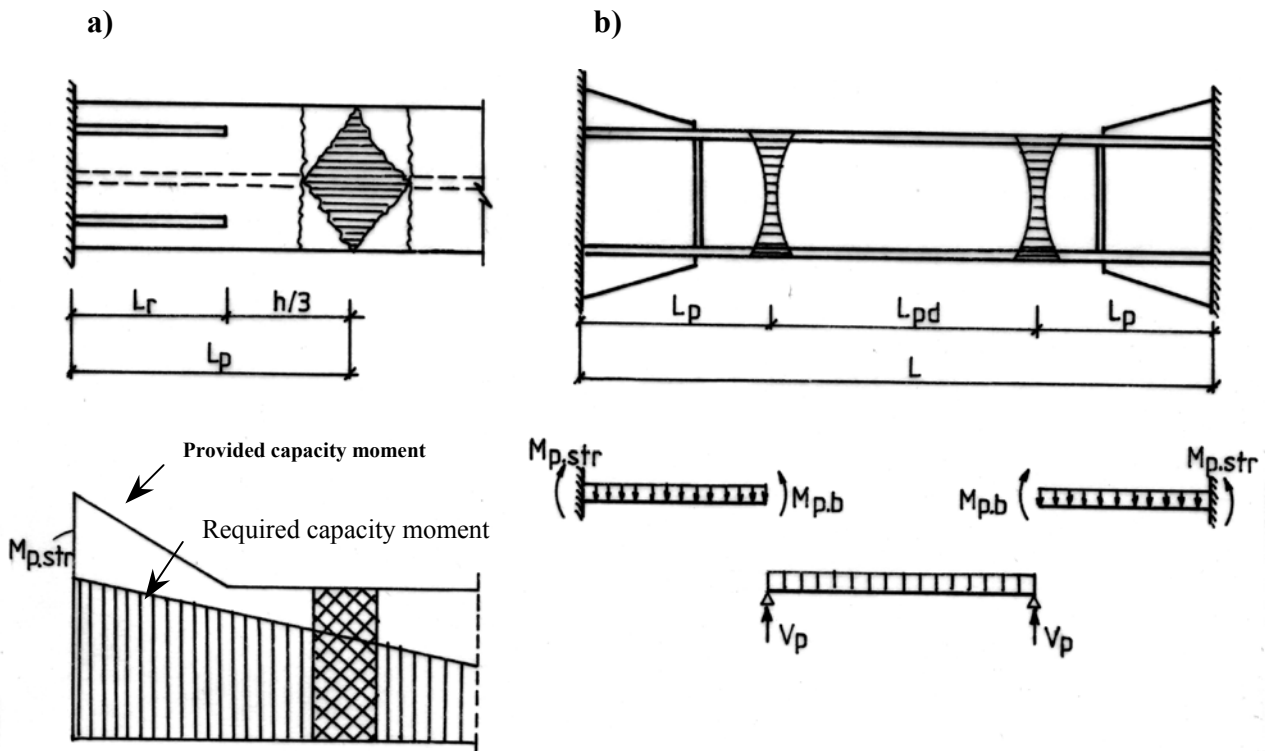 a)
b)
Lr
h/3
Lp
Lp
Lpd
Lp
L
Provided capacity moment
Required capacity moment
Mp.str
Mp.str
Mp.b
Mp.b
Mp.str
Vp
Vp